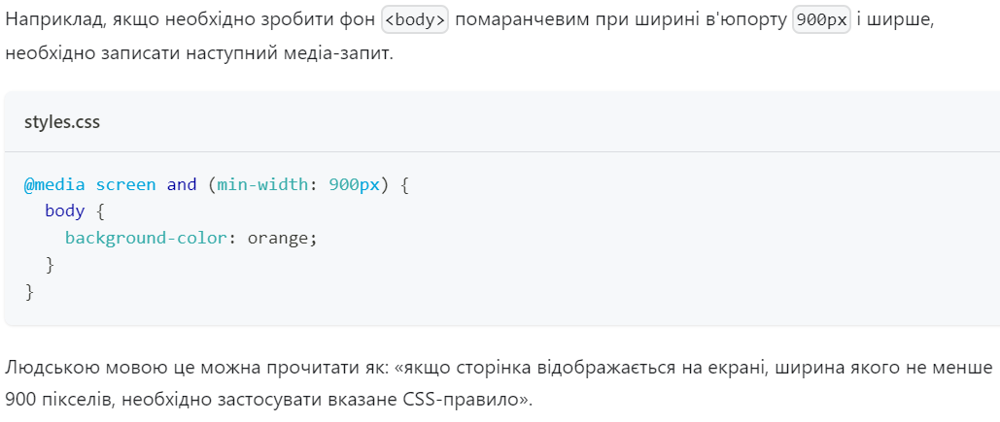 Наприклад, якщо необхідно зробити фон <body> помаранчевим при ширині в'юпорту 900px і ширше,
необхідно записати наступний медіа-запит.
styles.css
@media screen and (min-width: 900px) {
  body {
    background-color: orange;
  }
}
Людською мовою це можна прочитати як: «якщо сторінка відображається на екрані, ширина якого не менше
900 пікселів, необхідно застосувати вказане CSS-правило».